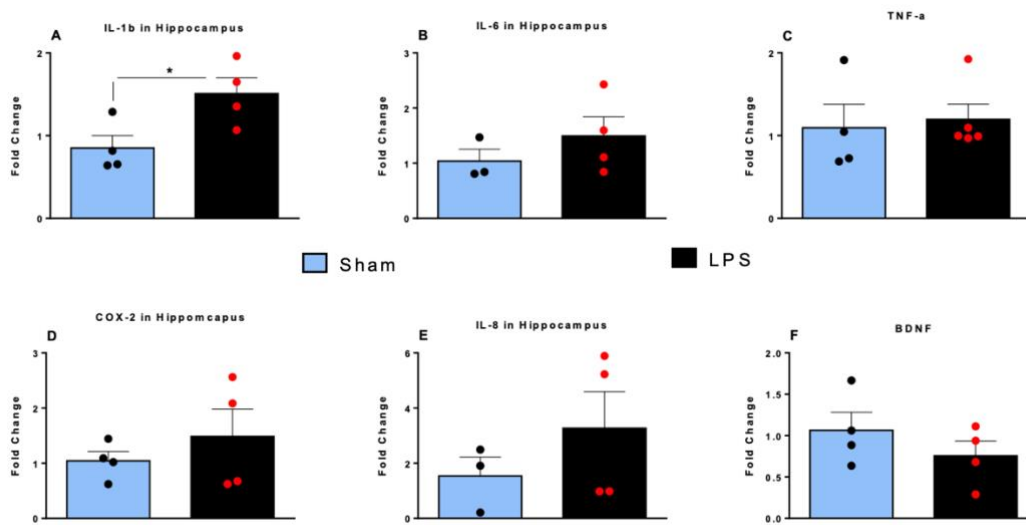 A
IL-1b in Hippocampus
Fold Change
2
1
0
*
B
IL-6 in Hippocampus
Fold Change
3
2
1
0
C
TNF-a
Fold Change
2
1
0
Sham
LPS
D
COX-2 in Hippomcapus
Fold Change
3
2
1
0
E
IL-8 in Hippocampus
Fold Change
6
4
2
0
F
BDNF
Fold Change
2.0
1.5
1.0
0.5
0.0